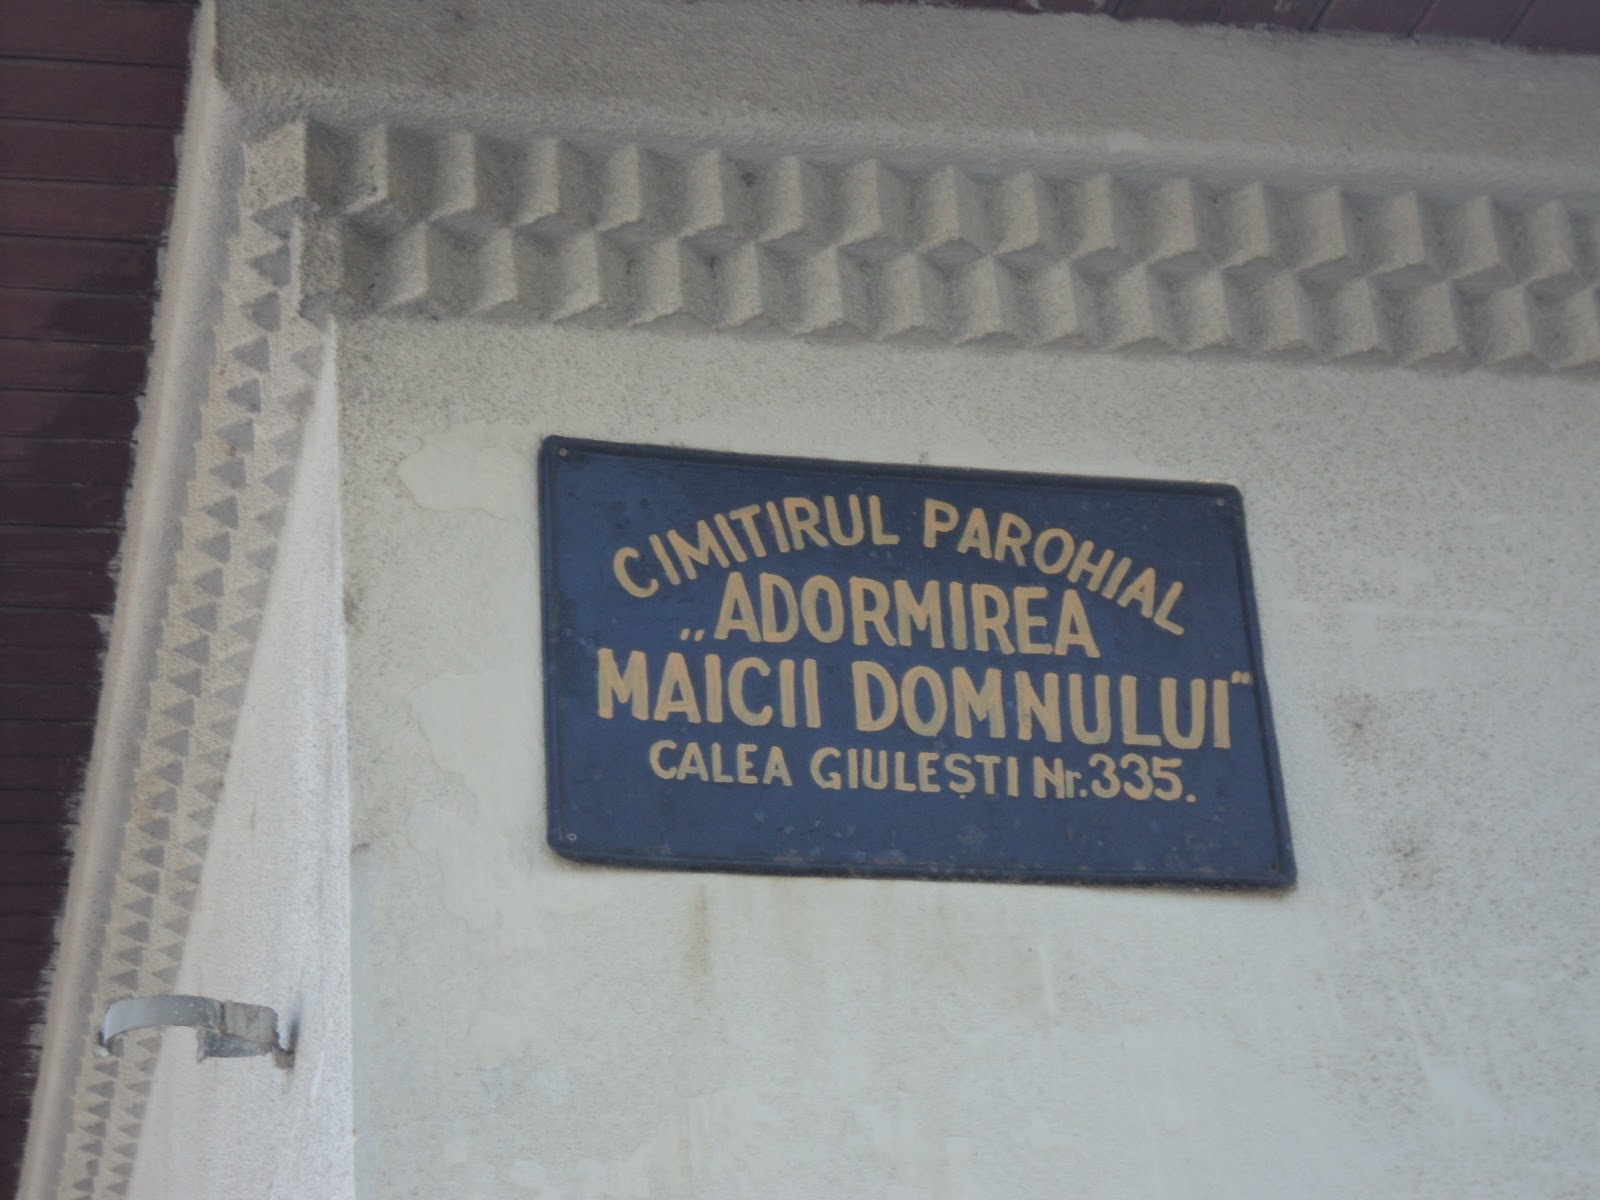 CIMITIRUL PAROHIAL
„ADORMIREA
MAICII DOMNULUI"
CALEA GIULEȘTI Nr.335.